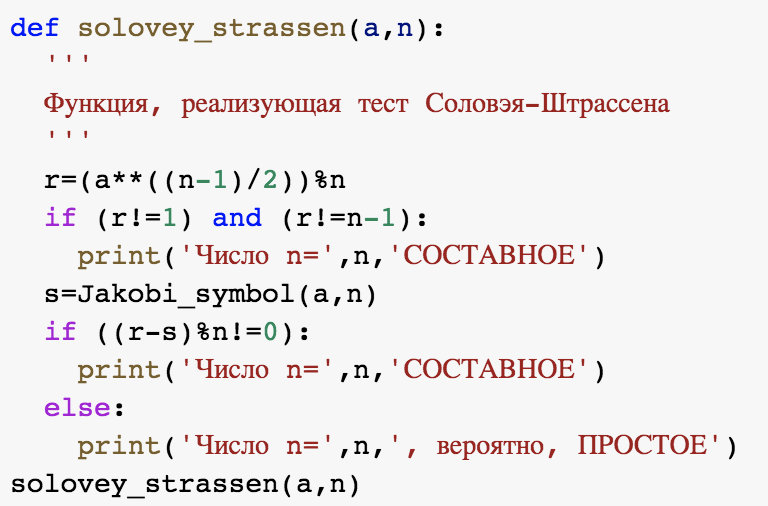 def solovey_strassen(a,n):
  '''
  Функция, реализующая тест Соловэя-Штрассена
  '''
  r=(a**((n-1)/2))%n
  if (r!=1) and (r!=n-1):
    print('Число n=',n,'СОСТАВНОЕ')
  s=Jakobi_symbol(a,n)
  if ((r-s)%n!=0):
    print('Число n=',n,'СОСТАВНОЕ')
  else:
    print('Число n=',n,', вероятно, ПРОСТОЕ')
solovey_strassen(a,n)